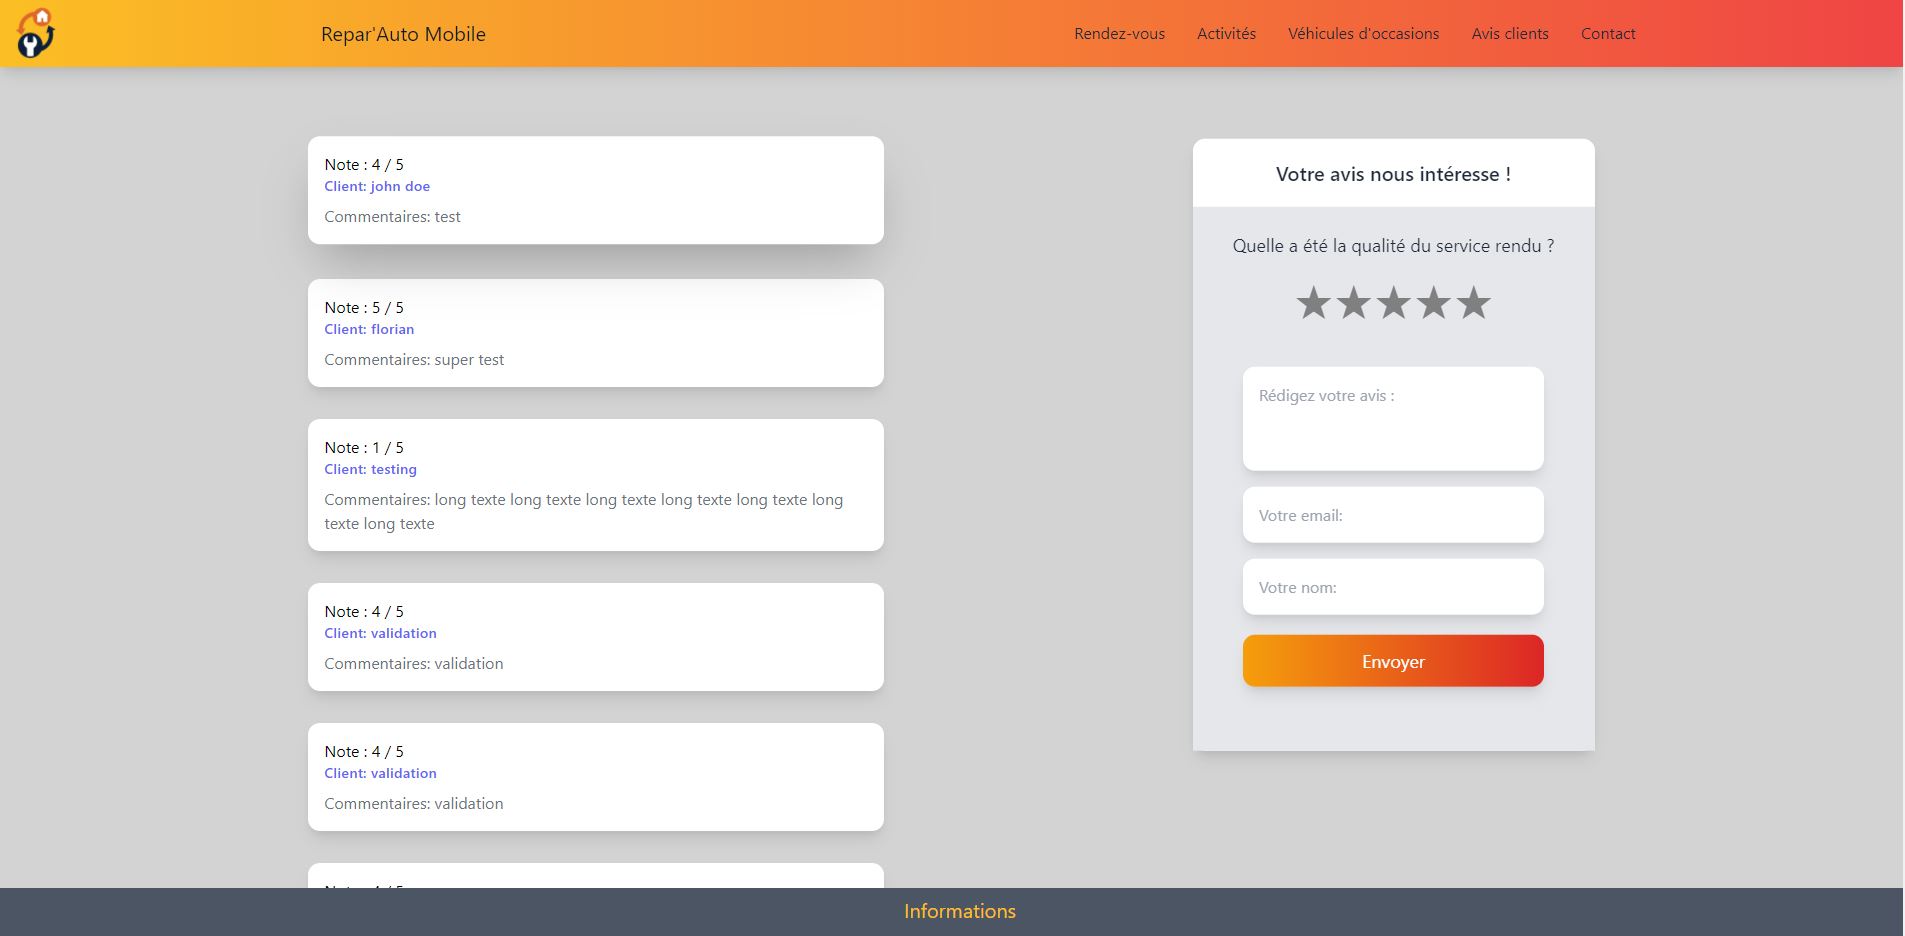 Repar'Auto Mobile
Rendez-vous
Activités
Véhicules d'occasions
Avis clients
Contact
Note : 4 / 5
Client: john doe
Commentaires: test
Note : 5 / 5
Client: florian
Commentaires: super test
Note : 1 / 5
Client: testing
Commentaires: long texte long texte long texte long texte long texte long
texte long texte
Note : 4 / 5
Client: validation
Commentaires: validation
Note : 4 / 5
Client: validation
Commentaires: validation
Votre avis nous intéresse !
Quelle a été la qualité du service rendu ?
Rédigez votre avis :
Votre email:
Votre nom:
Envoyer
Informations